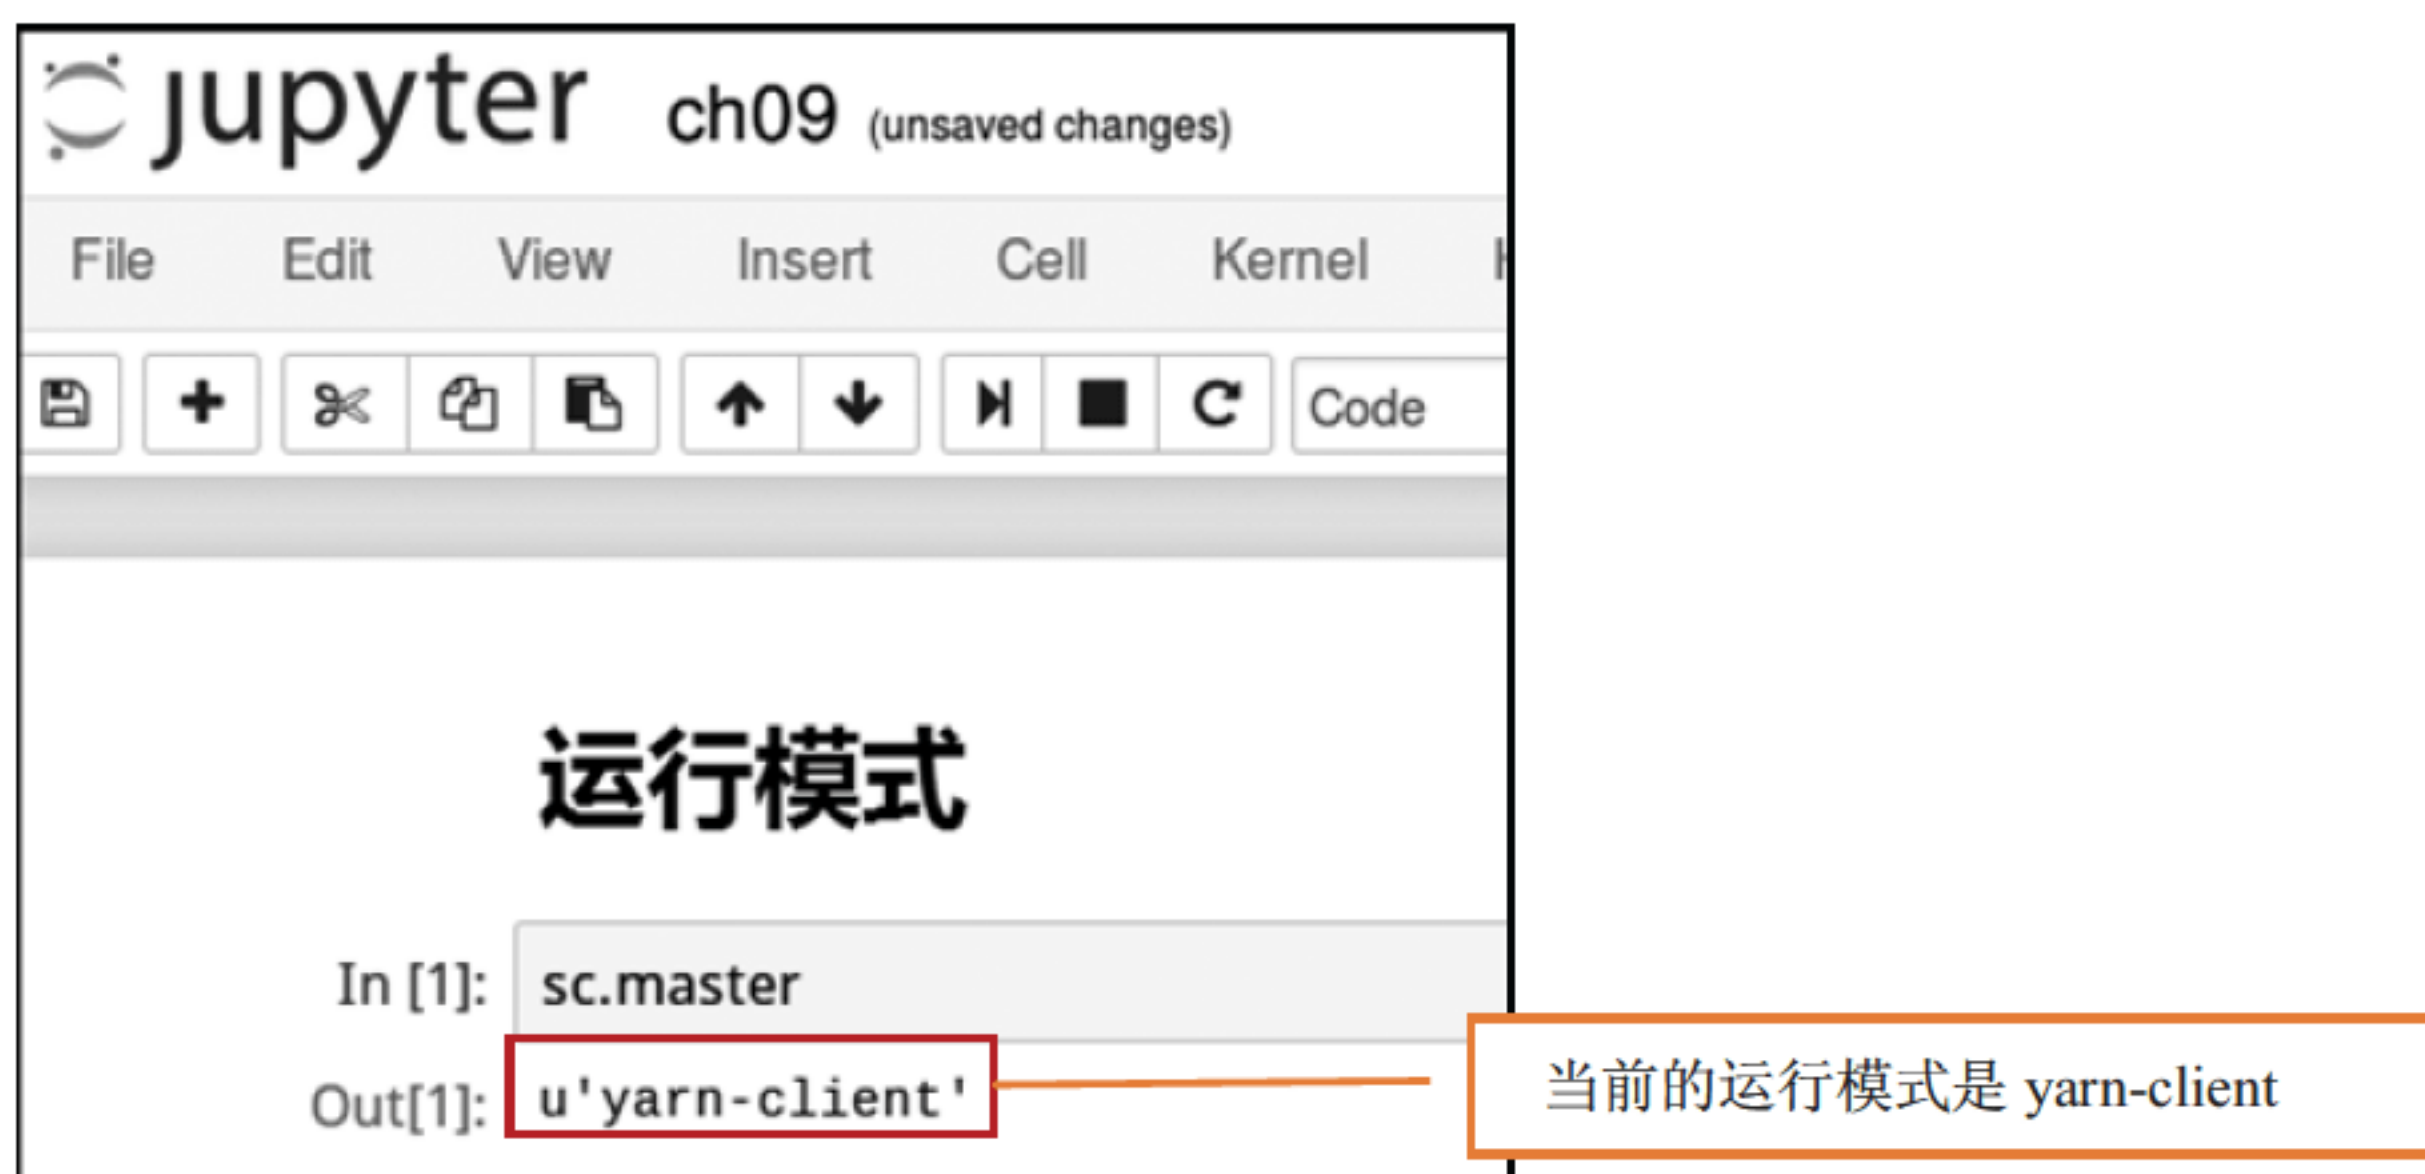 jupyter ch09 (unsaved changes)
File Edit View Insert Cell Kernel
Code
运行模式
In [1]: sc.master
Out[1]: u'yarn-client'
当前的运行模式是 yarn-client